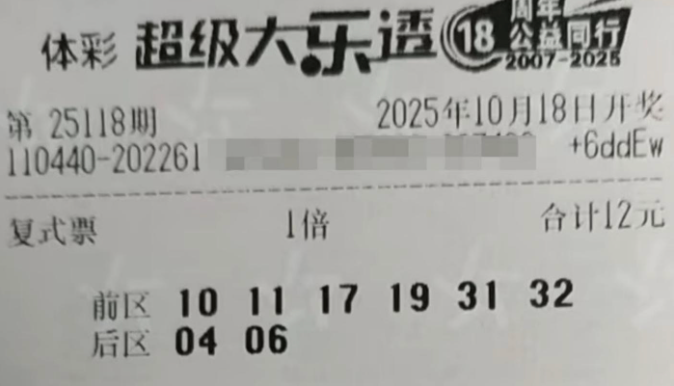 体彩 超级大乐透 18 周年公益同行 2007-2025
第 25118期 2025年10月18日开奖
110440-202261 +6ddEw
复式票 1倍 合计12元
前区 10 11 17 19 31 32
后区 04 06